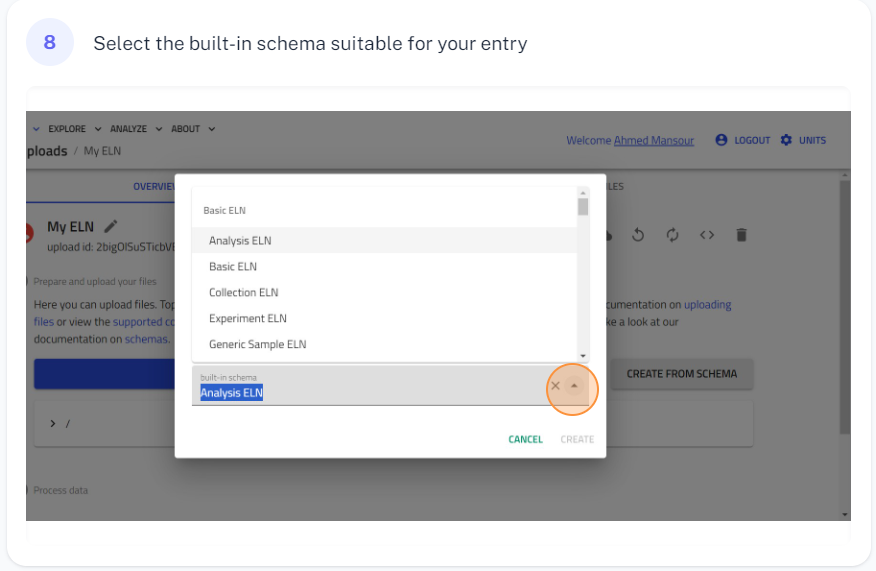 8 Select the built-in schema suitable for your entry
EXPLORE ANALYZE ABOUT
ploads / My ELN
Welcome Ahmed Mansour LOGOUT UNITS
OVERVIE
LES
My ELN
upload id:
Prepare and upload your files
Here you can upload files. Top
cumentation on uploading
files or view the supported co
ke a look at our
documentation on schemas.
CREATE FROM SCHEMA
/
Process data
Basic ELN
Analysis ELN
Basic ELN
Collection ELN
Experiment ELN
Generic Sample ELN
built-in schema
Analysis ELN
CANCEL CREATE